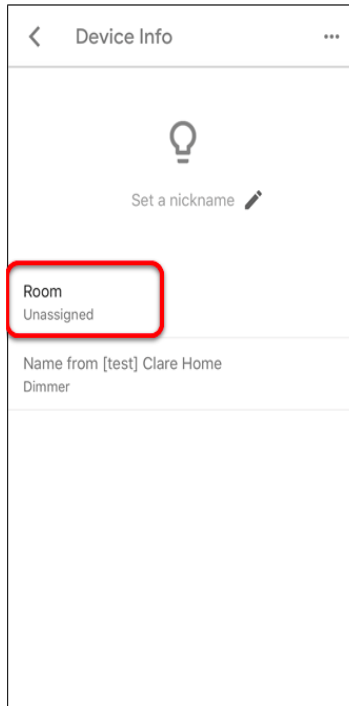 Device Info
Set a nickname
Room
Unassigned
Name from [test] Clare Home
Dimmer